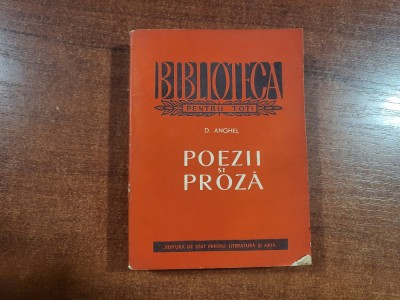 BIBLIOTECA
PENTRU TOȚI
D. ANGHEL
POEZII
ȘI
PROZĂ
EDITURA DE STAT PENTRU LITERATURĂ ȘI ARTĂ